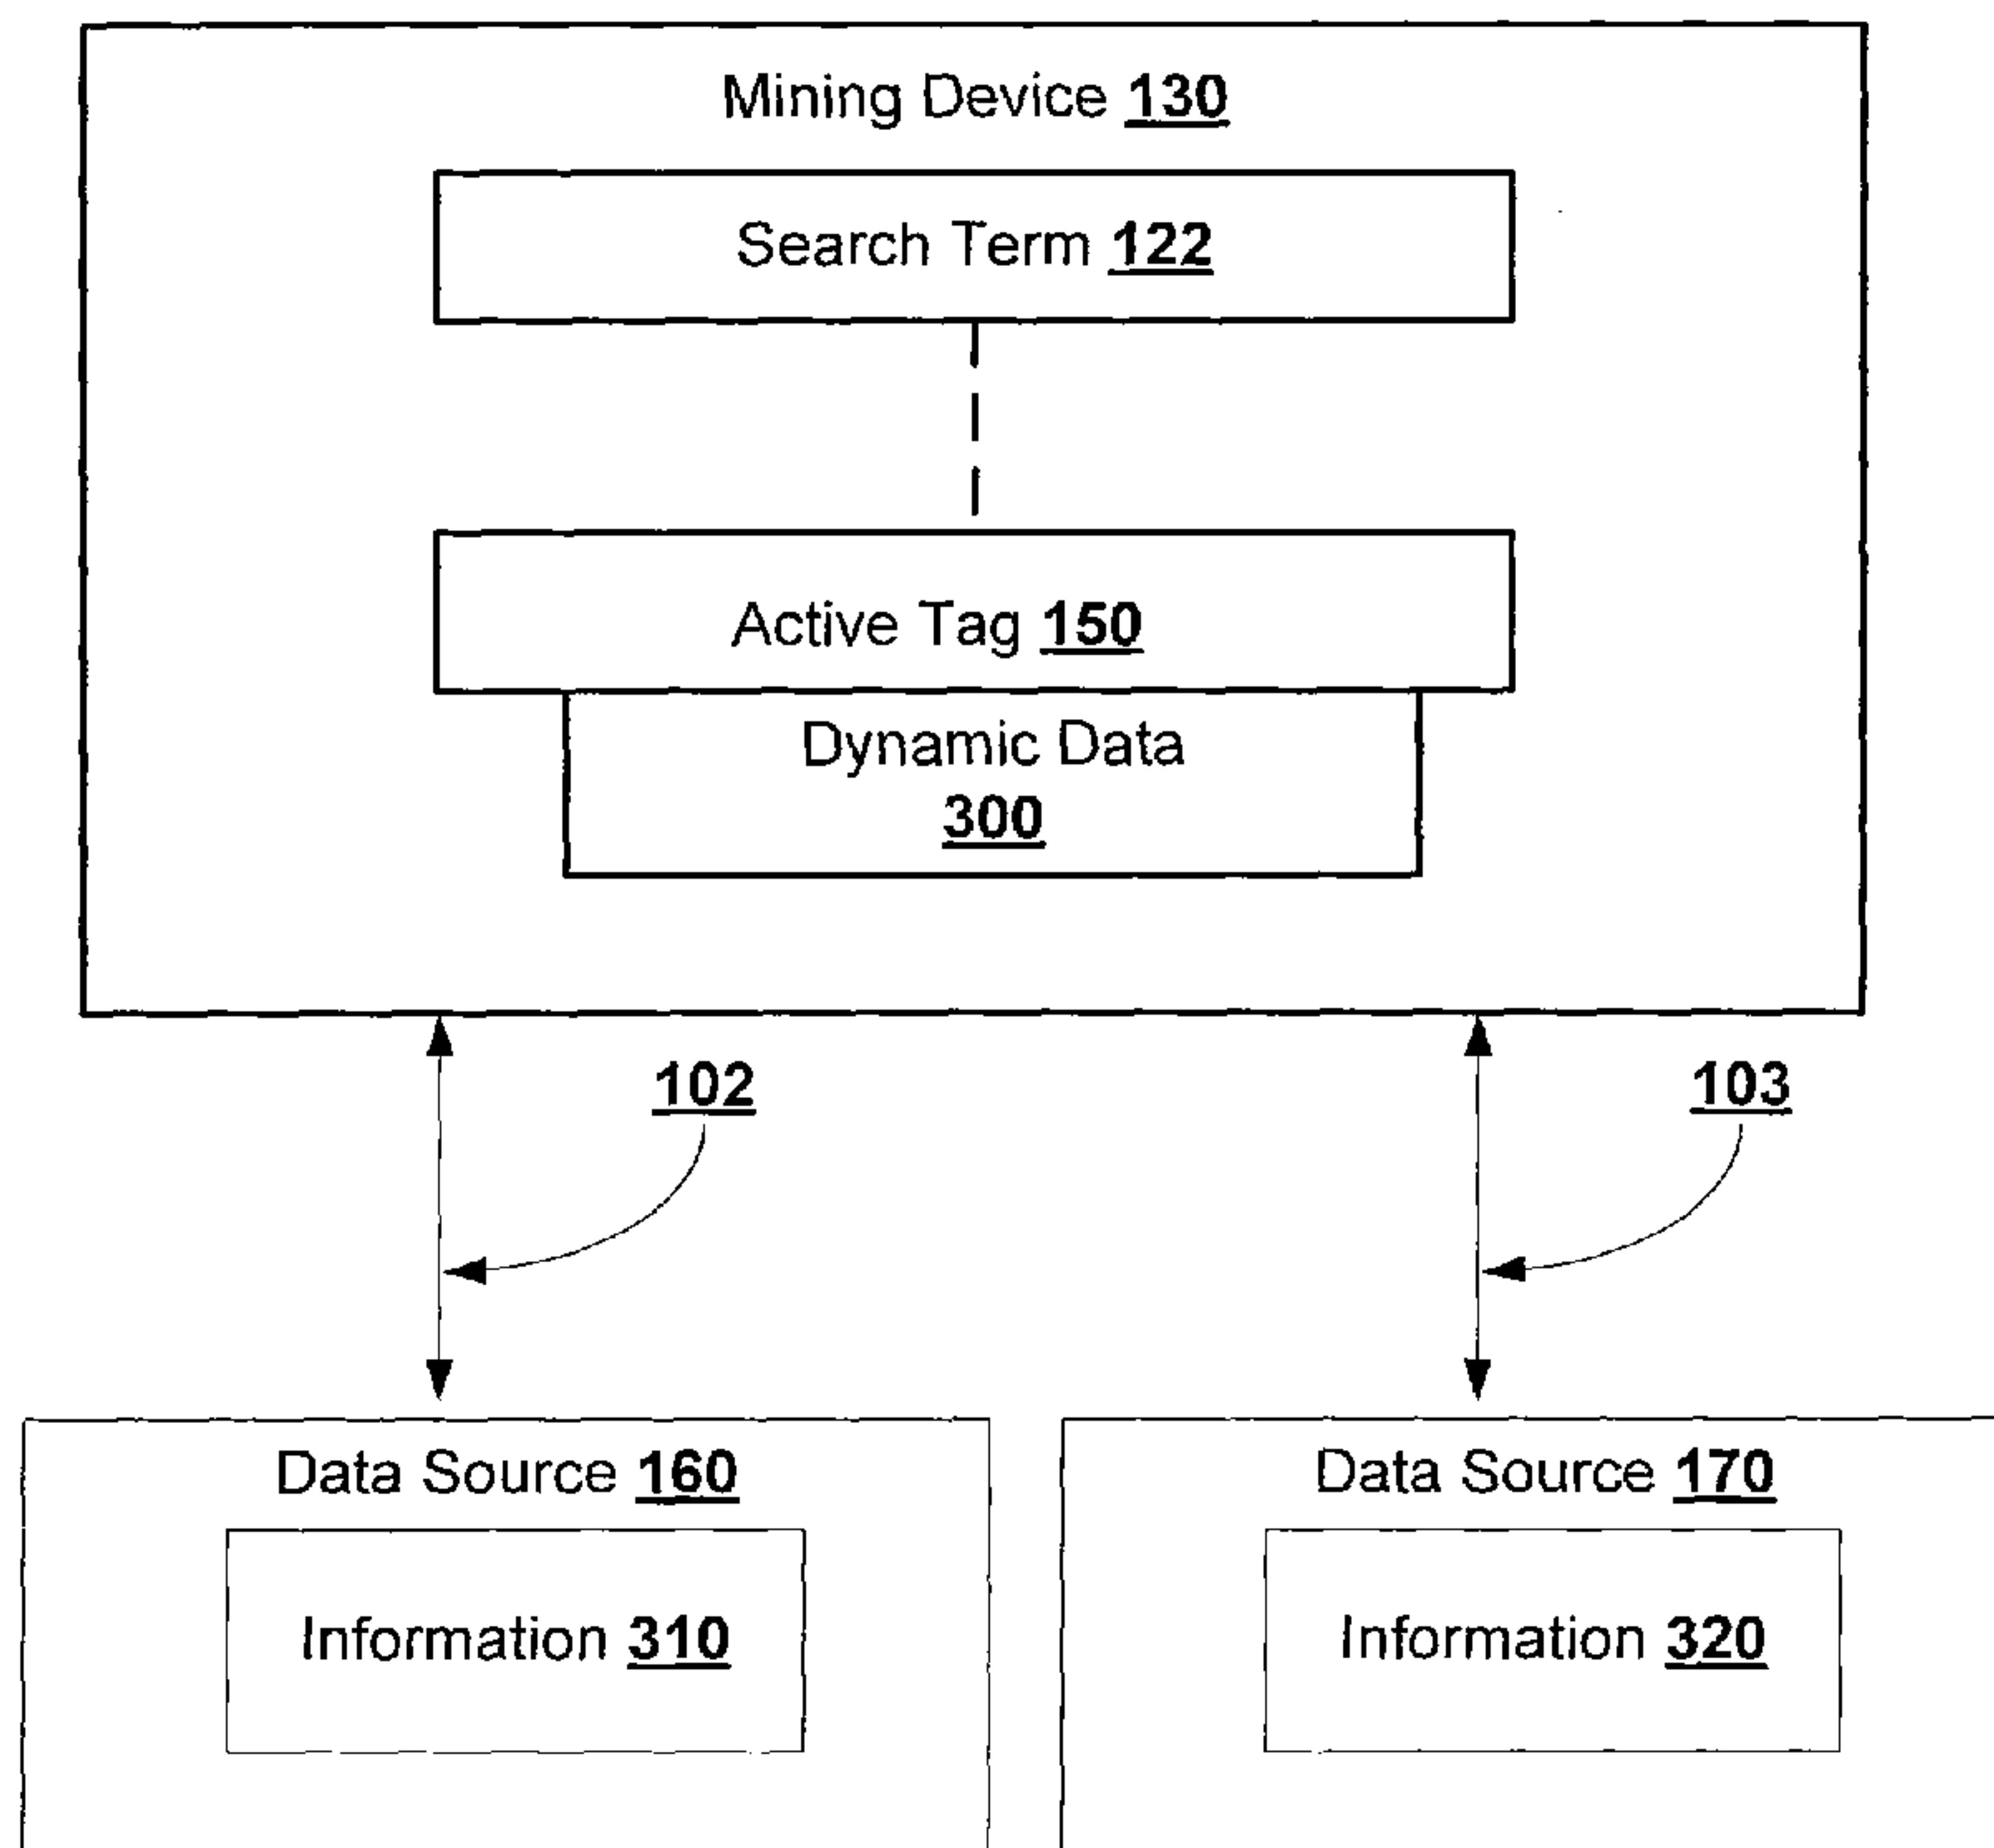 Mining Device 130
Search Term 122
Active Tag 150
Dynamic Data
300
102
103
Data Source 160
Data Source 170
Information 310
Information 320